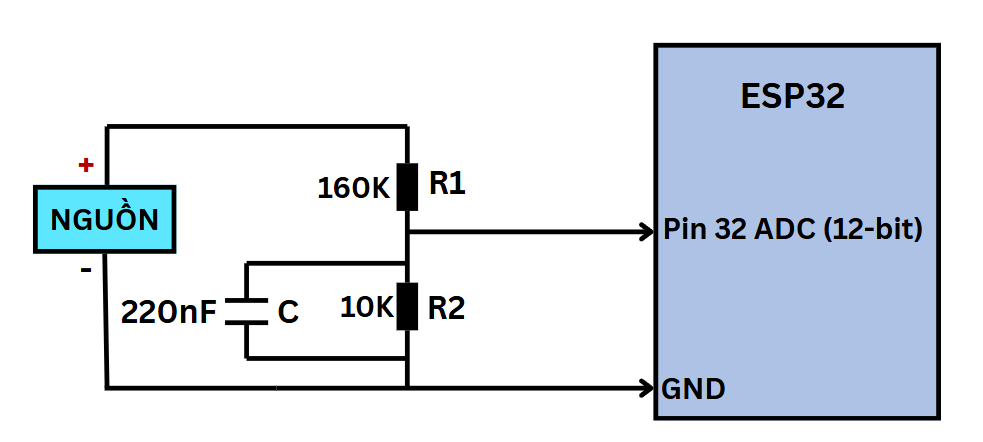 ESP32
+
160K
R1
NGUỒN
Pin 32 ADC (12-bit)
-
220nF
C
10K
R2
GND